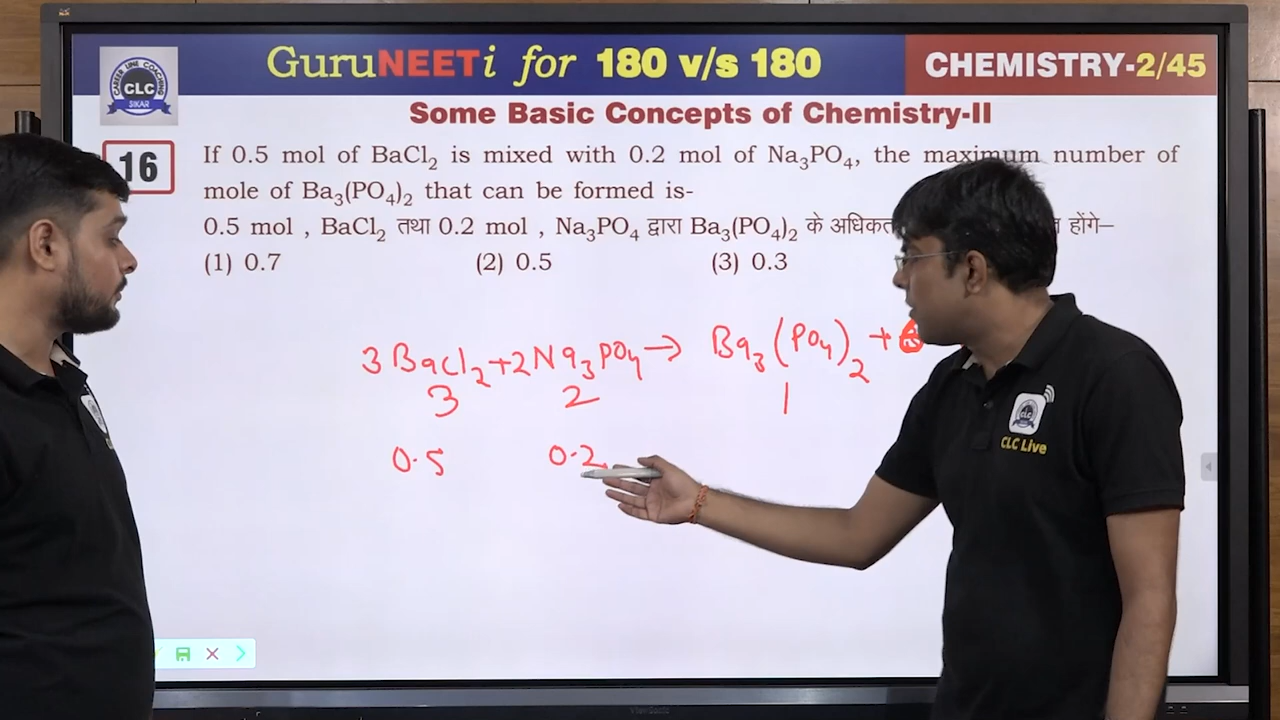 GuruNEETi for 180 v/s 180
CHEMISTRY-2/45
CAREER LINE COACHING
CLC
SIKAR
Some Basic Concepts of Chemistry-II
16
If 0.5 mol of BaCl₂ is mixed with 0.2 mol of Na₃PO₄, the maximum number of
mole of Ba₃(PO₄)₂ that can be formed is-
0.5 mol , BaCl₂ तथा 0.2 mol , Na₃PO₄ द्वारा Ba₃(PO₄)₂ के होंगे–
(1) 0.7 (2) 0.5 (3) 0.3
3BaCl₂+2Na₃PO₄→ Ba₃(PO₄)₂ +
3 2 1
0.5 0.2
CLC Live